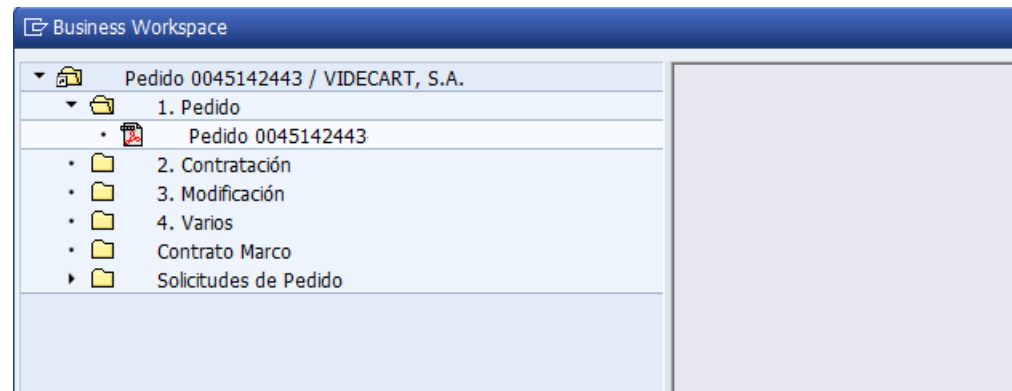 Business Workspace
Pedido 0045142443 / VIDECART, S.A.
1. Pedido
Pedido 0045142443
2. Contratación
3. Modificación
4. Varios
Contrato Marco
Solicitudes de Pedido